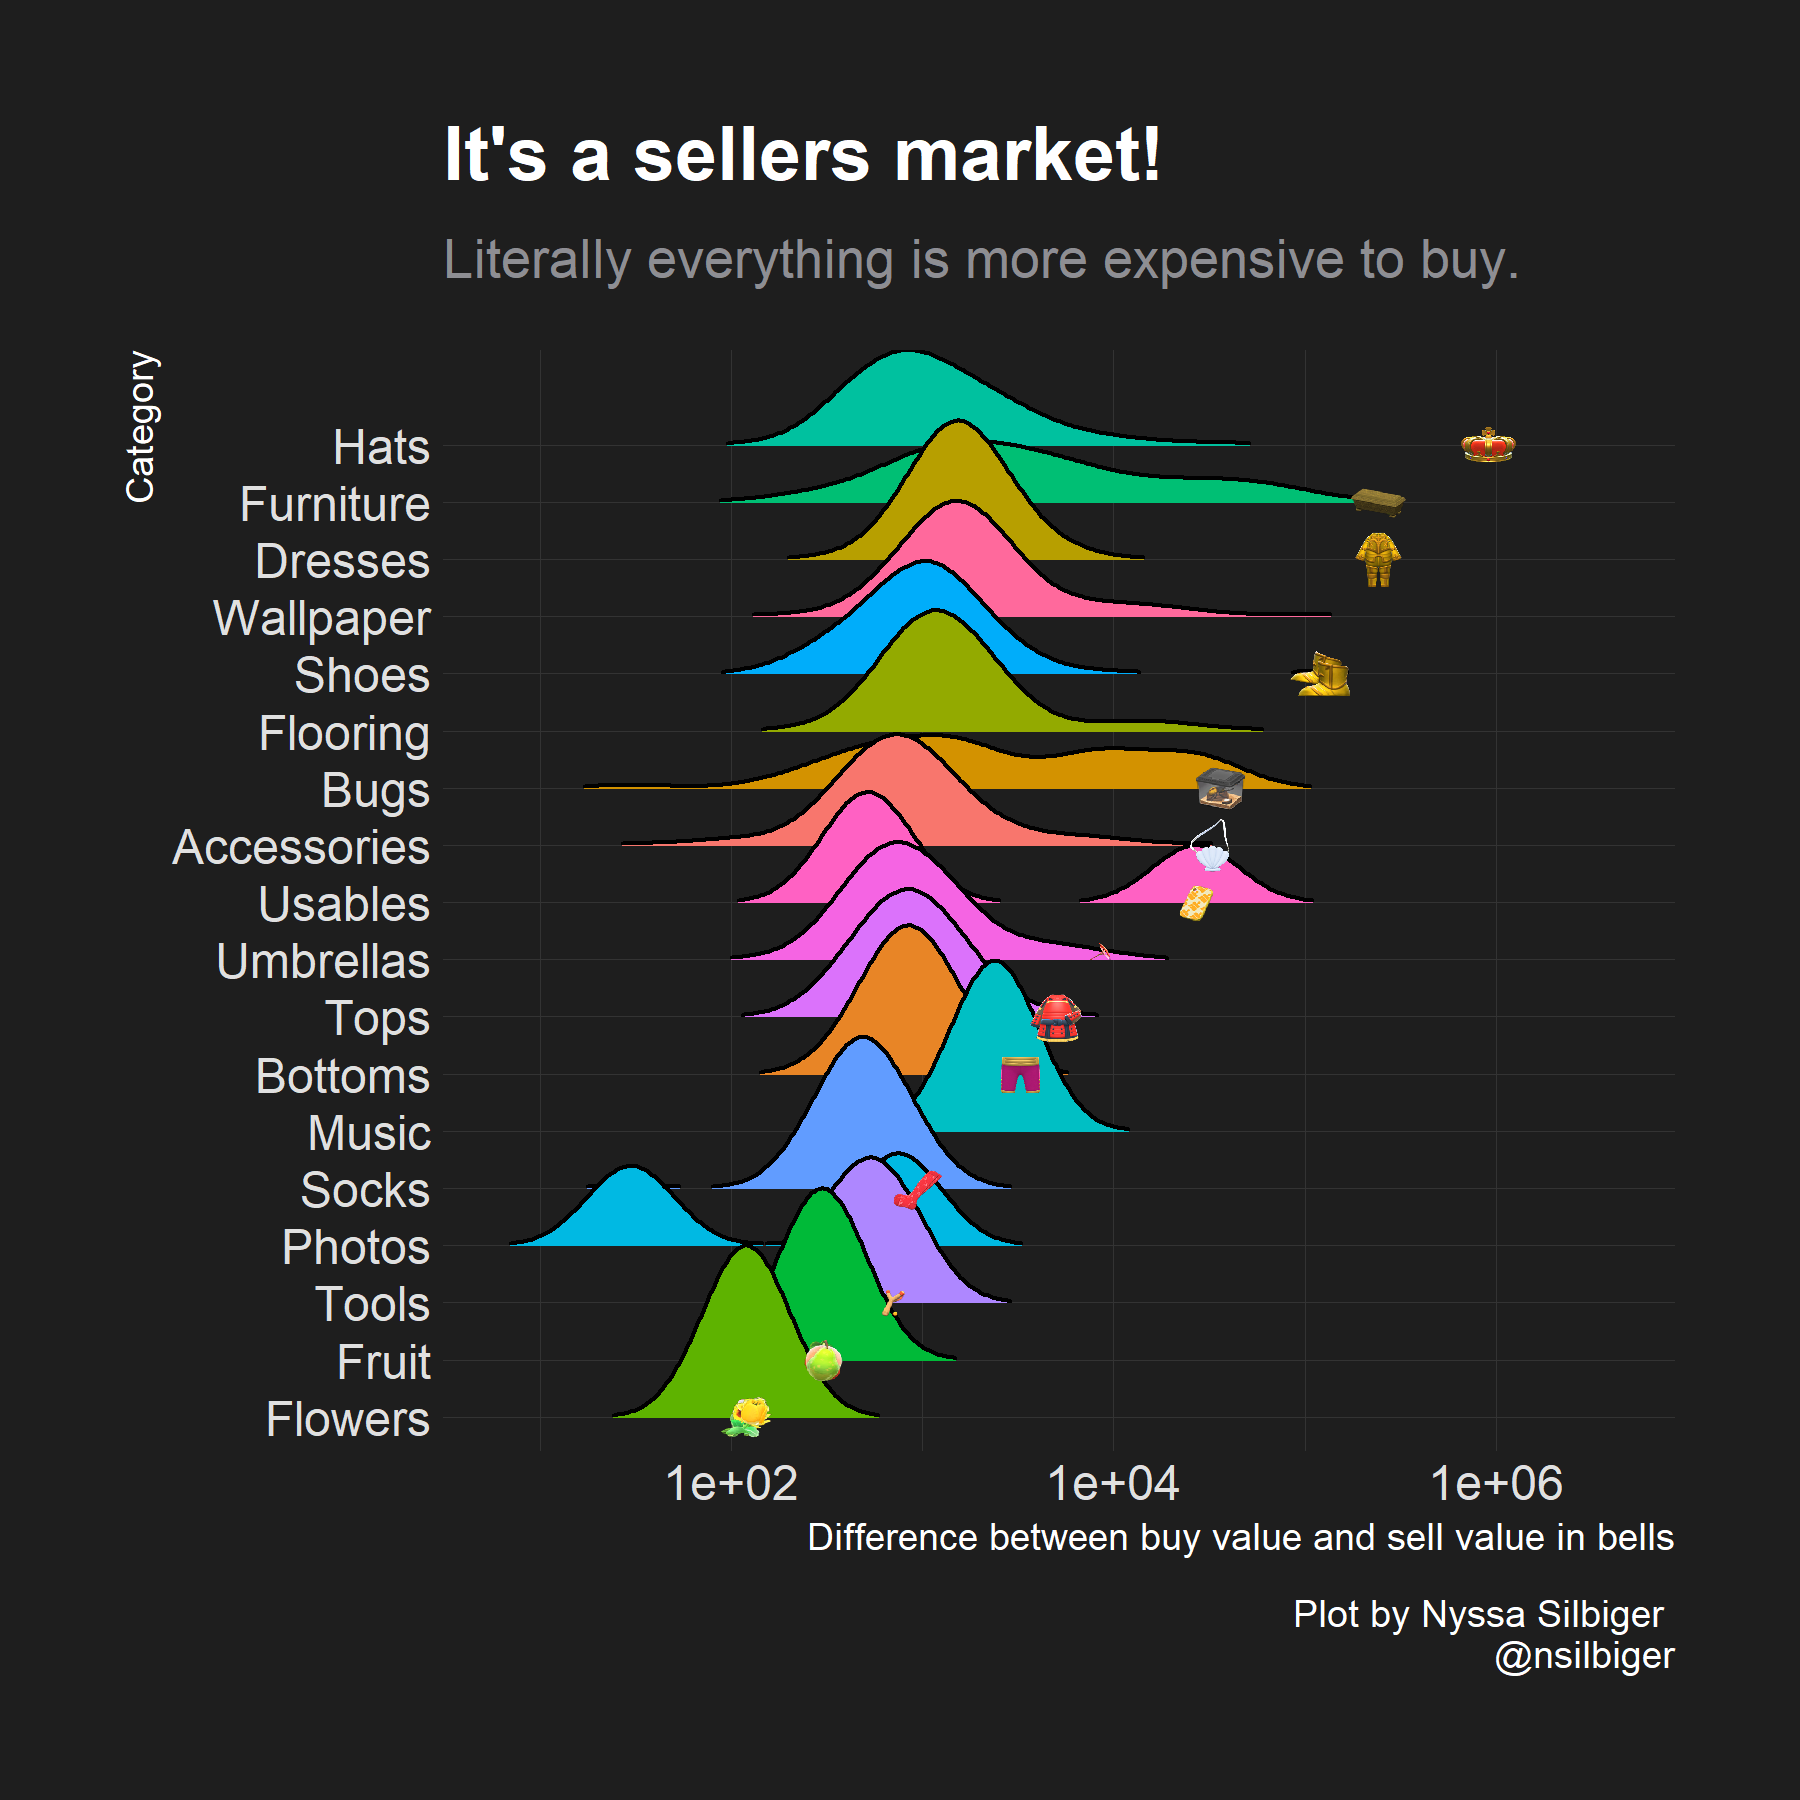 It's a sellers market!
Literally everything is more expensive to buy.
Category
Hats
Furniture
Dresses
Wallpaper
Shoes
Flooring
Bugs
Accessories
Usables
Umbrellas
Tops
Bottoms
Music
Socks
Photos
Tools
Fruit
Flowers
1e+02 1e+04 1e+06
Difference between buy value and sell value in bells
Plot by Nyssa Silbiger
@nsilbiger